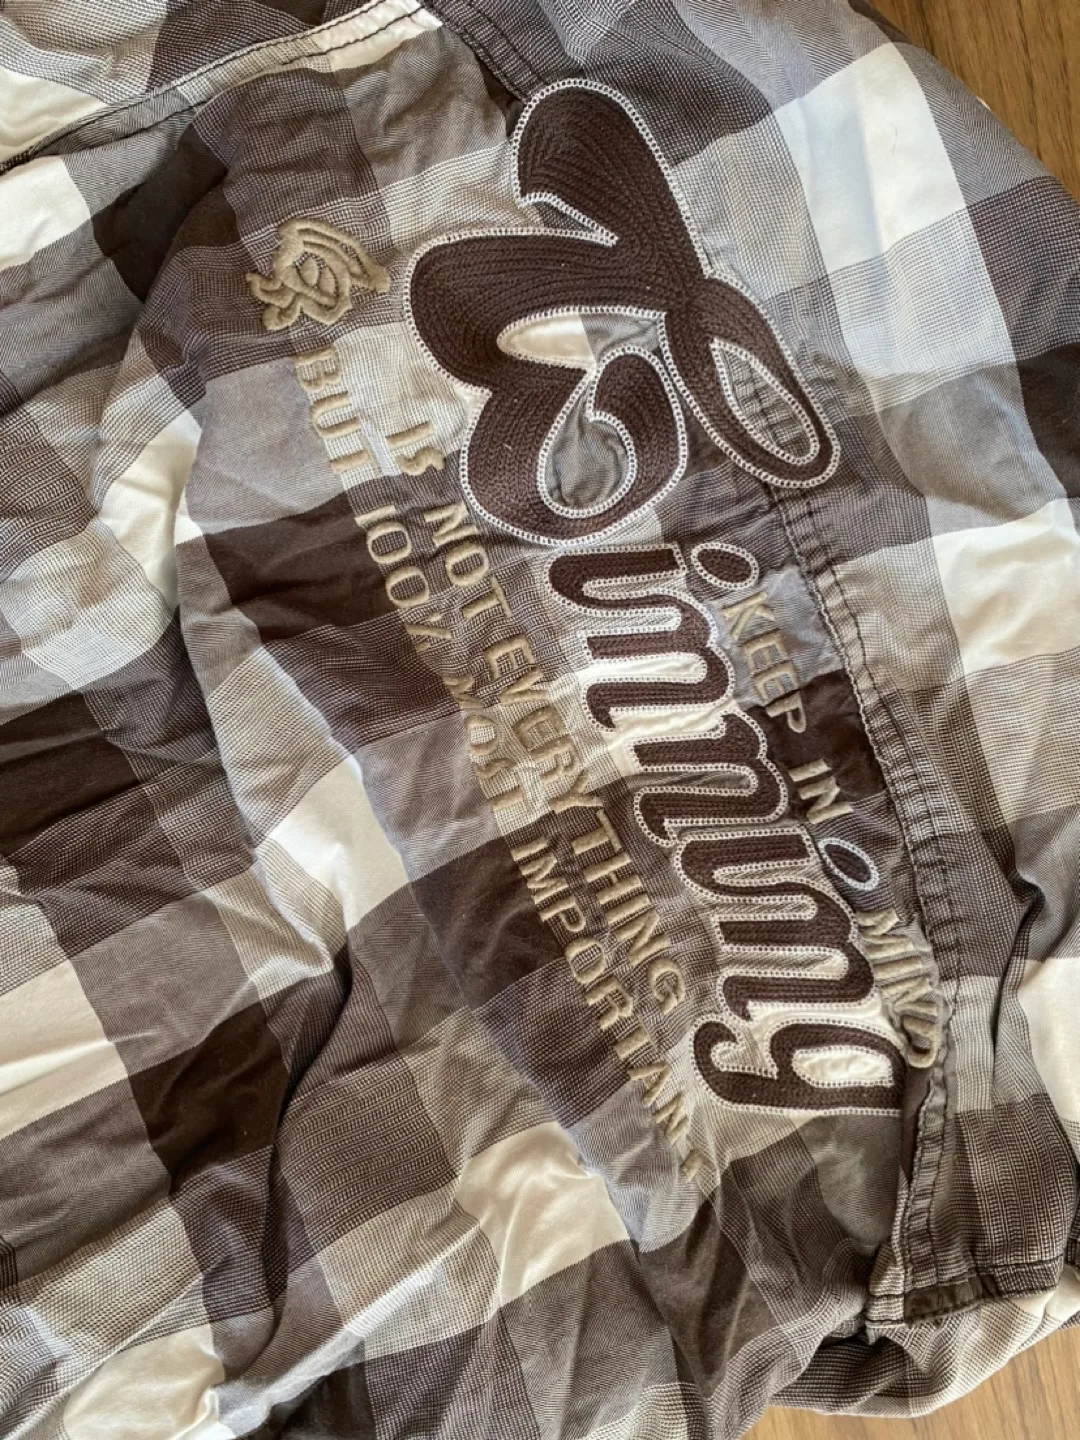 KEEP IN MIND
Winning
IS NOT EVERYTHING
BUT 100% MOST IMPORTANT